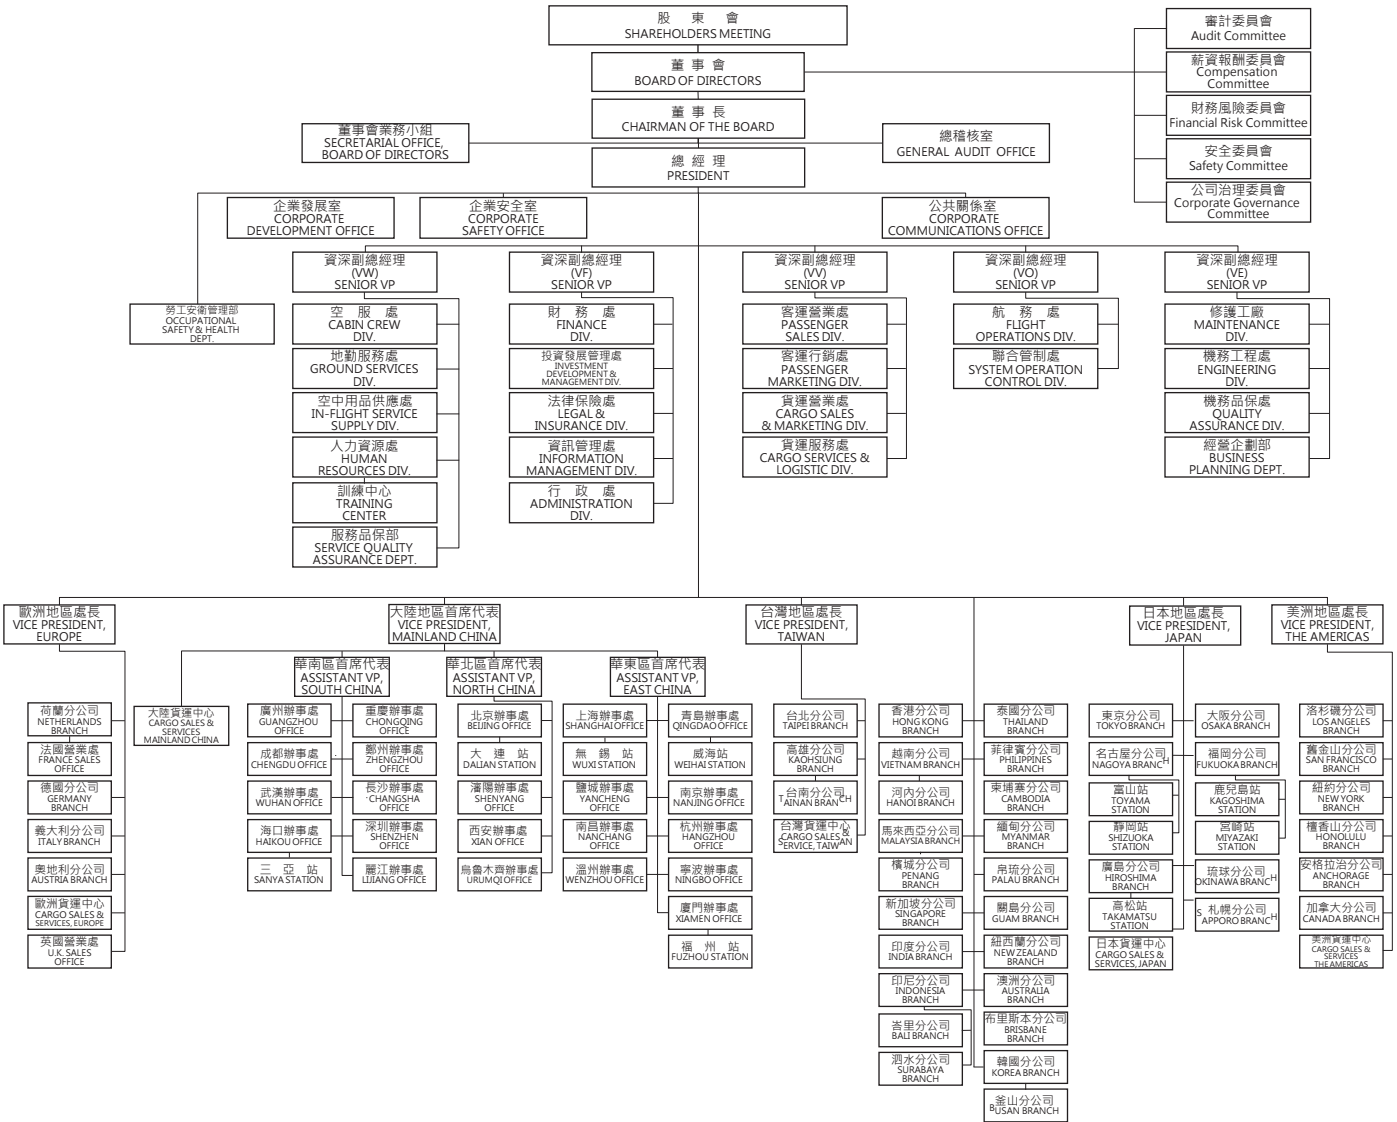 股 東 會
SHAREHOLDERS MEETING
董 事 會
BOARD OF DIRECTORS
董 事 長
CHAIRMAN OF THE BOARD
董事會業務小組
SECRETARIAL OFFICE,
BOARD OF DIRECTORS
總稽核室
GENERAL AUDIT OFFICE
總 經 理
PRESIDENT
審計委員會
Audit Committee
薪資報酬委員會
Compensation
Committee
財務風險委員會
Financial Risk Committee
安全委員會
Safety Committee
公司治理委員會
Corporate Governance
Committee
企業發展室
CORPORATE
DEVELOPMENT OFFICE
企業安全室
CORPORATE
SAFETY OFFICE
公共關係室
CORPORATE
COMMUNICATIONS OFFICE
勞工安衛管理部
OCCUPATIONAL
SAFETY & HEALTH
DEPT.
資深副總經理
(VW)
SENIOR VP
空 服 處
CABIN CREW
DIV.
地勤服務處
GROUND SERVICES
DIV.
空中用品供應處
IN-FLIGHT SERVICE
SUPPLY DIV.
人力資源處
HUMAN
RESOURCES DIV.
訓練中心
TRAINING
CENTER
服務品保部
SERVICE QUALITY
ASSURANCE DEPT.
資深副總經理
(VF)
SENIOR VP
財 務 處
FINANCE
DIV.
投資發展管理處
INVESTMENT
DEVELOPMENT &
MANAGEMENT DIV.
法律保險處
LEGAL &
INSURANCE DIV.
資訊管理處
INFORMATION
MANAGEMENT DIV.
行 政 處
ADMINISTRATION
DIV.
資深副總經理
(VV)
SENIOR VP
客運營業處
PASSENGER
SALES DIV.
客運行銷處
PASSENGER
MARKETING DIV.
貨運營業處
CARGO SALES
& MARKETING DIV.
貨運服務處
CARGO SERVICES &
LOGISTIC DIV.
資深副總經理
(VO)
SENIOR VP
航 務 處
FLIGHT
OPERATIONS DIV.
聯合管制處
SYSTEM OPERATION
CONTROL DIV.
資深副總經理
(VE)
SENIOR VP
修護工廠
MAINTENANCE
DIV.
機務工程處
ENGINEERING
DIV.
機務品保處
QUALITY
ASSURANCE DIV.
經營企劃部
BUSINESS
PLANNING DEPT.
歐洲地區處長
VICE PRESIDENT,
EUROPE
荷蘭分公司
NETHERLANDS
BRANCH
法國營業處
FRANCE SALES
OFFICE
德國分公司
GERMANY
BRANCH
義大利分公司
ITALY BRANCH
奧地利分公司
AUSTRIA BRANCH
歐洲貨運中心
CARGO SALES &
SERVICES, EUROPE
英國營業處
U.K. SALES
OFFICE
大陸地區首席代表
VICE PRESIDENT,
MAINLAND CHINA
大陸貨運中心
CARGO SALES &
SERVICES
MAINLAND CHINA
華南區首席代表
ASSISTANT VP,
SOUTH CHINA
廣州辦事處
GUANGZHOU
OFFICE
成都辦事處
CHENGDU OFFICE
武漢辦事處
WUHAN OFFICE
海口辦事處
HAIKOU OFFICE
三 亞 站
SANYA STATION
重慶辦事處
CHONGQING
OFFICE
鄭州辦事處
ZHENGZHOU
OFFICE
長沙辦事處
CHANGSHA
OFFICE
深圳辦事處
SHENZHEN
OFFICE
麗江辦事處
LIJIANG OFFICE
華北區首席代表
ASSISTANT VP,
NORTH CHINA
北京辦事處
BEIJING OFFICE
大 連 站
DALIAN STATION
瀋陽辦事處
SHENYANG
OFFICE
西安辦事處
XIAN OFFICE
烏魯木齊辦事處
URUMQI OFFICE
華東區首席代表
ASSISTANT VP,
EAST CHINA
上海辦事處
SHANGHAI OFFICE
無 錫 站
WUXI STATION
鹽城辦事處
YANCHENG
OFFICE
南昌辦事處
NANCHANG
OFFICE
溫州辦事處
WENZHOU OFFICE
青島辦事處
QINGDAO OFFICE
威海站
WEIHAI STATION
南京辦事處
NANJING OFFICE
杭州辦事處
HANGZHOU
OFFICE
寧波辦事處
NINGBO OFFICE
廈門辦事處
XIAMEN OFFICE
福 州 站
FUZHOU STATION
台灣地區處長
VICE PRESIDENT,
TAIWAN
台北分公司
TAIPEI BRANCH
高雄分公司
KAOHSIUNG
BRANCH
台南分公司
TAINAN BRANCH
台灣貨運中心
CARGO SALES &
SERVICE, TAIWAN
香港分公司
HONG KONG
BRANCH
越南分公司
VIETNAM BRANCH
河內分公司
HANOI BRANCH
馬來西亞分公司
MALAYSIA BRANCH
檳城分公司
PENANG
BRANCH
新加坡分公司
SINGAPORE
BRANCH
印度分公司
INDIA BRANCH
印尼分公司
INDONESIA
BRANCH
峇里分公司
BALI BRANCH
泗水分公司
SURABAYA
BRANCH
泰國分公司
THAILAND
BRANCH
菲律賓分公司
PHILIPPINES
BRANCH
柬埔寨分公司
CAMBODIA
BRANCH
緬甸分公司
MYANMAR
BRANCH
帛琉分公司
PALAU BRANCH
關島分公司
GUAM BRANCH
紐西蘭分公司
NEW ZEALAND
BRANCH
澳洲分公司
AUSTRALIA
BRANCH
布里斯本分公司
BRISBANE
BRANCH
韓國分公司
KOREA BRANCH
釜山分公司
BUSAN BRANCH
日本地區處長
VICE PRESIDENT,
JAPAN
東京分公司
TOKYO BRANCH
名古屋分公司
NAGOYA BRANCH
富山站
TOYAMA
STATION
靜岡站
SHIZUOKA
STATION
廣島分公司
HIROSHIMA
BRANCH
高松站
TAKAMATSU
STATION
日本貨運中心
CARGO SALES &
SERVICES, JAPAN
大阪分公司
OSAKA BRANCH
福岡分公司
FUKUOKA BRANCH
鹿兒島站
KAGOSHIMA
STATION
宮崎站
MIYAZAKI
STATION
琉球分公司
OKINAWA BRANCH
札幌分公司
SAPPORO BRANCH
美洲地區處長
VICE PRESIDENT,
THE AMERICAS
洛杉磯分公司
LOS ANGELES
BRANCH
舊金山分公司
SAN FRANCISCO
BRANCH
紐約分公司
NEW YORK
BRANCH
檀香山分公司
HONOLULU
BRANCH
安格拉治分公司
ANCHORAGE
BRANCH
加拿大分公司
CANADA BRANCH
美洲貨運中心
CARGO SALES &
SERVICES
THE AMERICAS